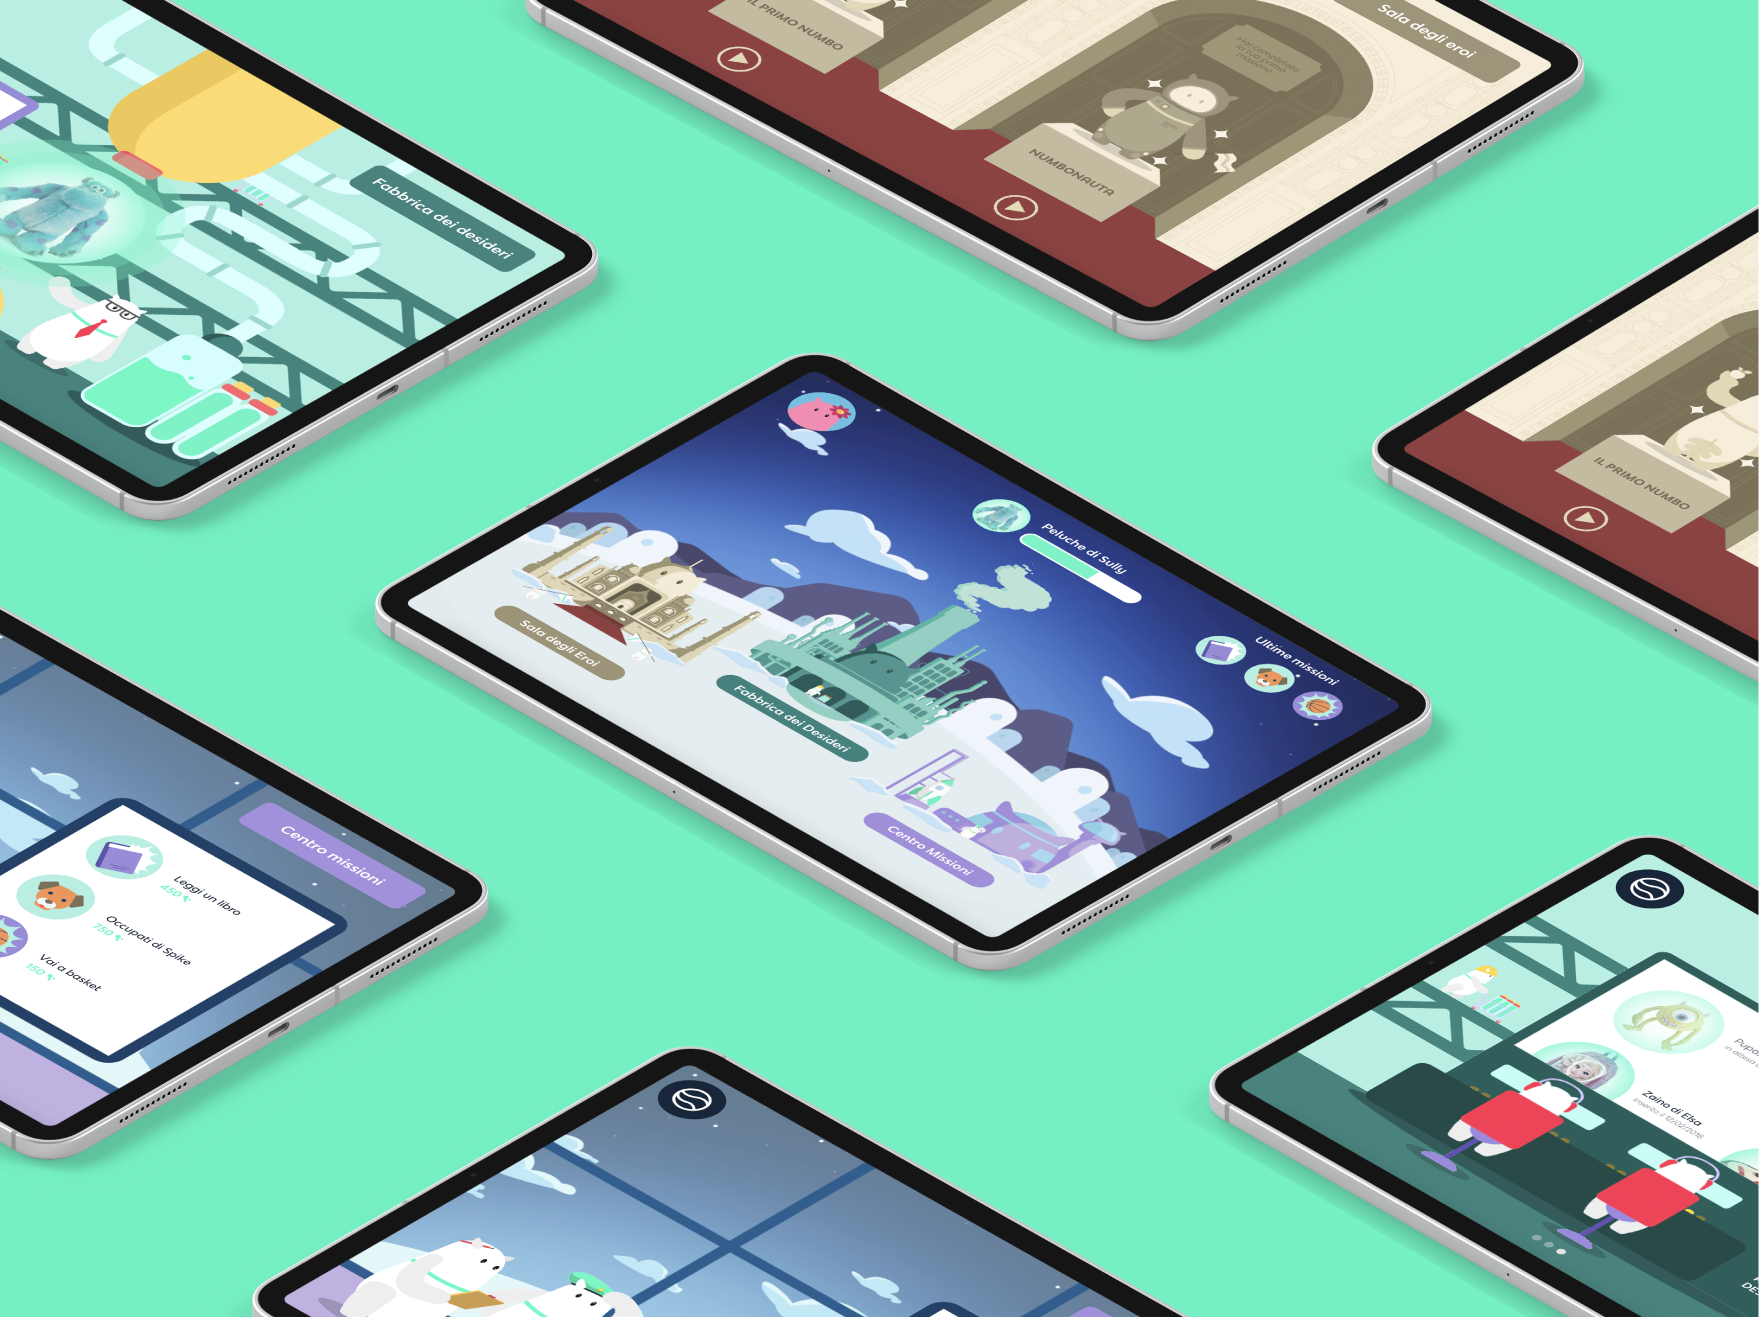 IL PRIMO NUMBO
Sala degli eroi
Hai completato
la tua prima
missione
NUMBONAUTA
Fabbrica dei desideri
IL PRIMO NUMBO
Peluche di Sully
Ultime missioni
Sala degli Eroi
Fabbrica dei Desideri
Centro Missioni
Centro missioni
Leggi un libro
450
Occupati di Spike
750
Vai a basket
150
in attesa
Zaino di Elsa
inserito il 12/02/2018